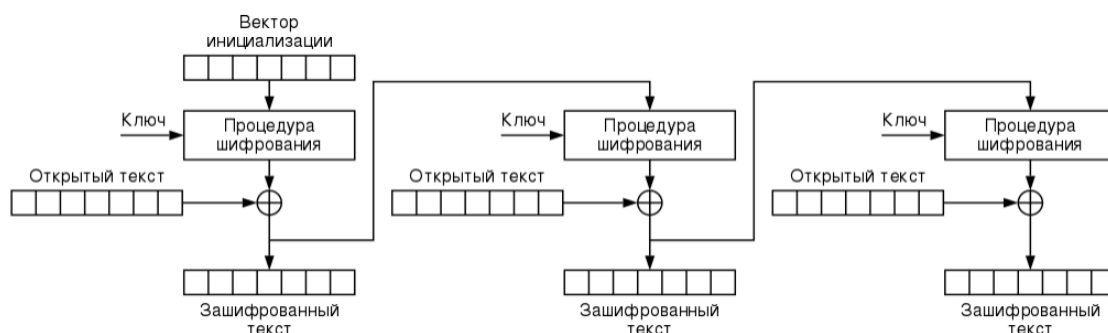 Вектор
инициализации
Ключ
Процедура
шифрования
Ключ
Процедура
шифрования
Ключ
Процедура
шифрования
Открытый текст
Открытый текст
Открытый текст
Зашифрованный
текст
Зашифрованный
текст
Зашифрованный
текст